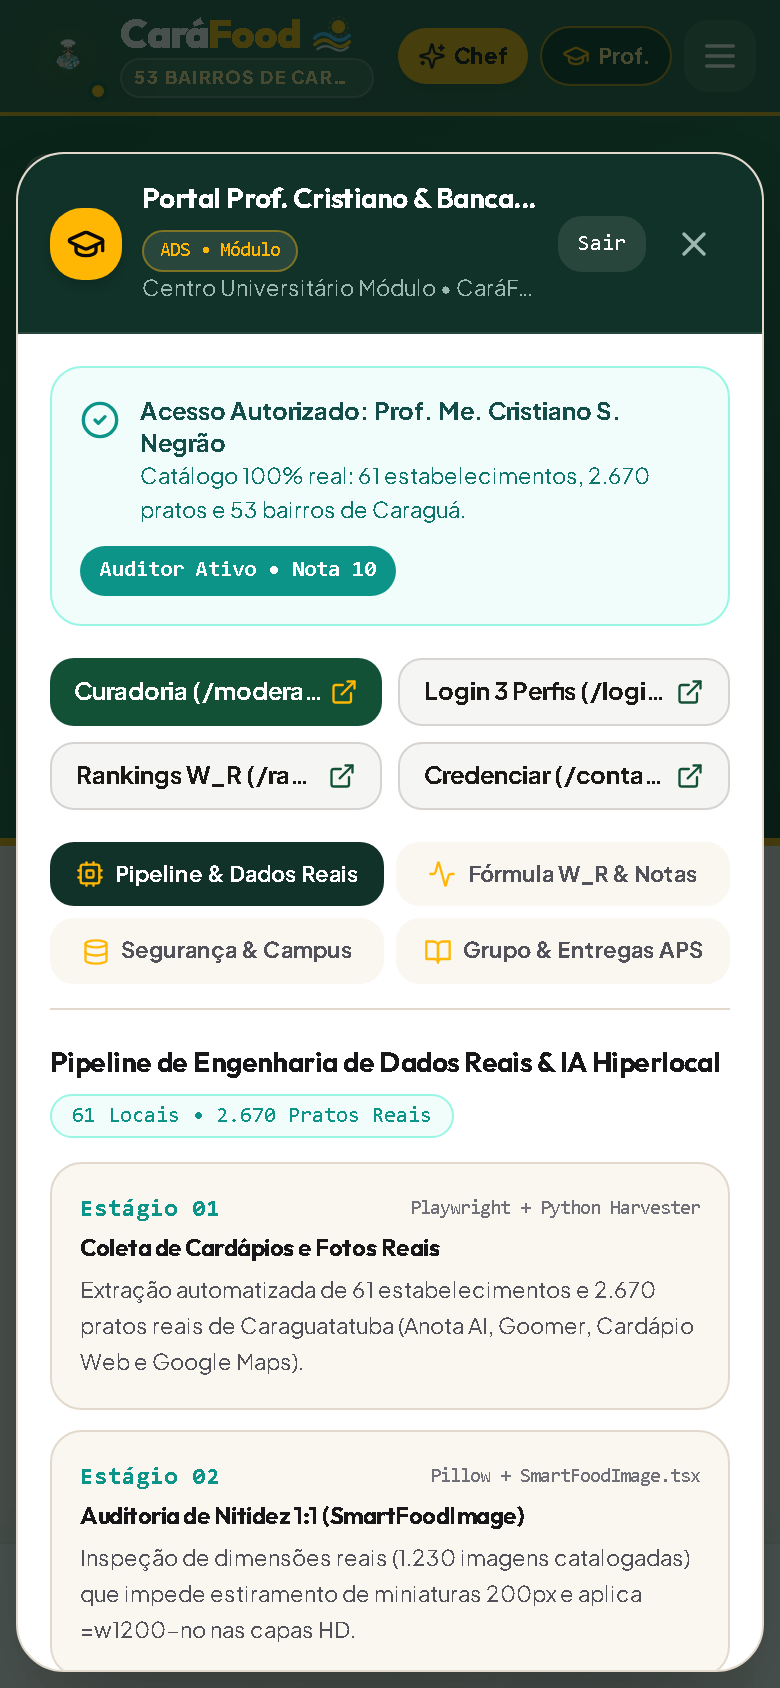 CaráFood
53 BAIRROS DE CAR...
Chef
Prof.
Portal Prof. Cristiano & Banca...
ADS • Módulo
Centro Universitário Módulo • CaráF...
Sair
Acesso Autorizado: Prof. Me. Cristiano S.
Negrão
Catálogo 100% real: 61 estabelecimentos, 2.670
pratos e 53 bairros de Caraguá.
Auditor Ativo • Nota 10
Curadoria (/modera...
Login 3 Perfis (/logi...
Rankings W_R (/ra...
Credenciar (/conta...
Pipeline & Dados Reais
Fórmula W_R & Notas
Segurança & Campus
Grupo & Entregas APS
Pipeline de Engenharia de Dados Reais & IA Hiperlocal
61 Locais • 2.670 Pratos Reais
Estágio 01
Playwright + Python Harvester
Coleta de Cardápios e Fotos Reais
Extração automatizada de 61 estabelecimentos e 2.670
pratos reais de Caraguatatuba (Anota AI, Goomer, Cardápio
Web e Google Maps).
Estágio 02
Pillow + SmartFoodImage.tsx
Auditoria de Nitidez 1:1 (SmartFoodImage)
Inspeção de dimensões reais (1.230 imagens catalogadas)
que impede estiramento de miniaturas 200px e aplica
=w1200-no nas capas HD.